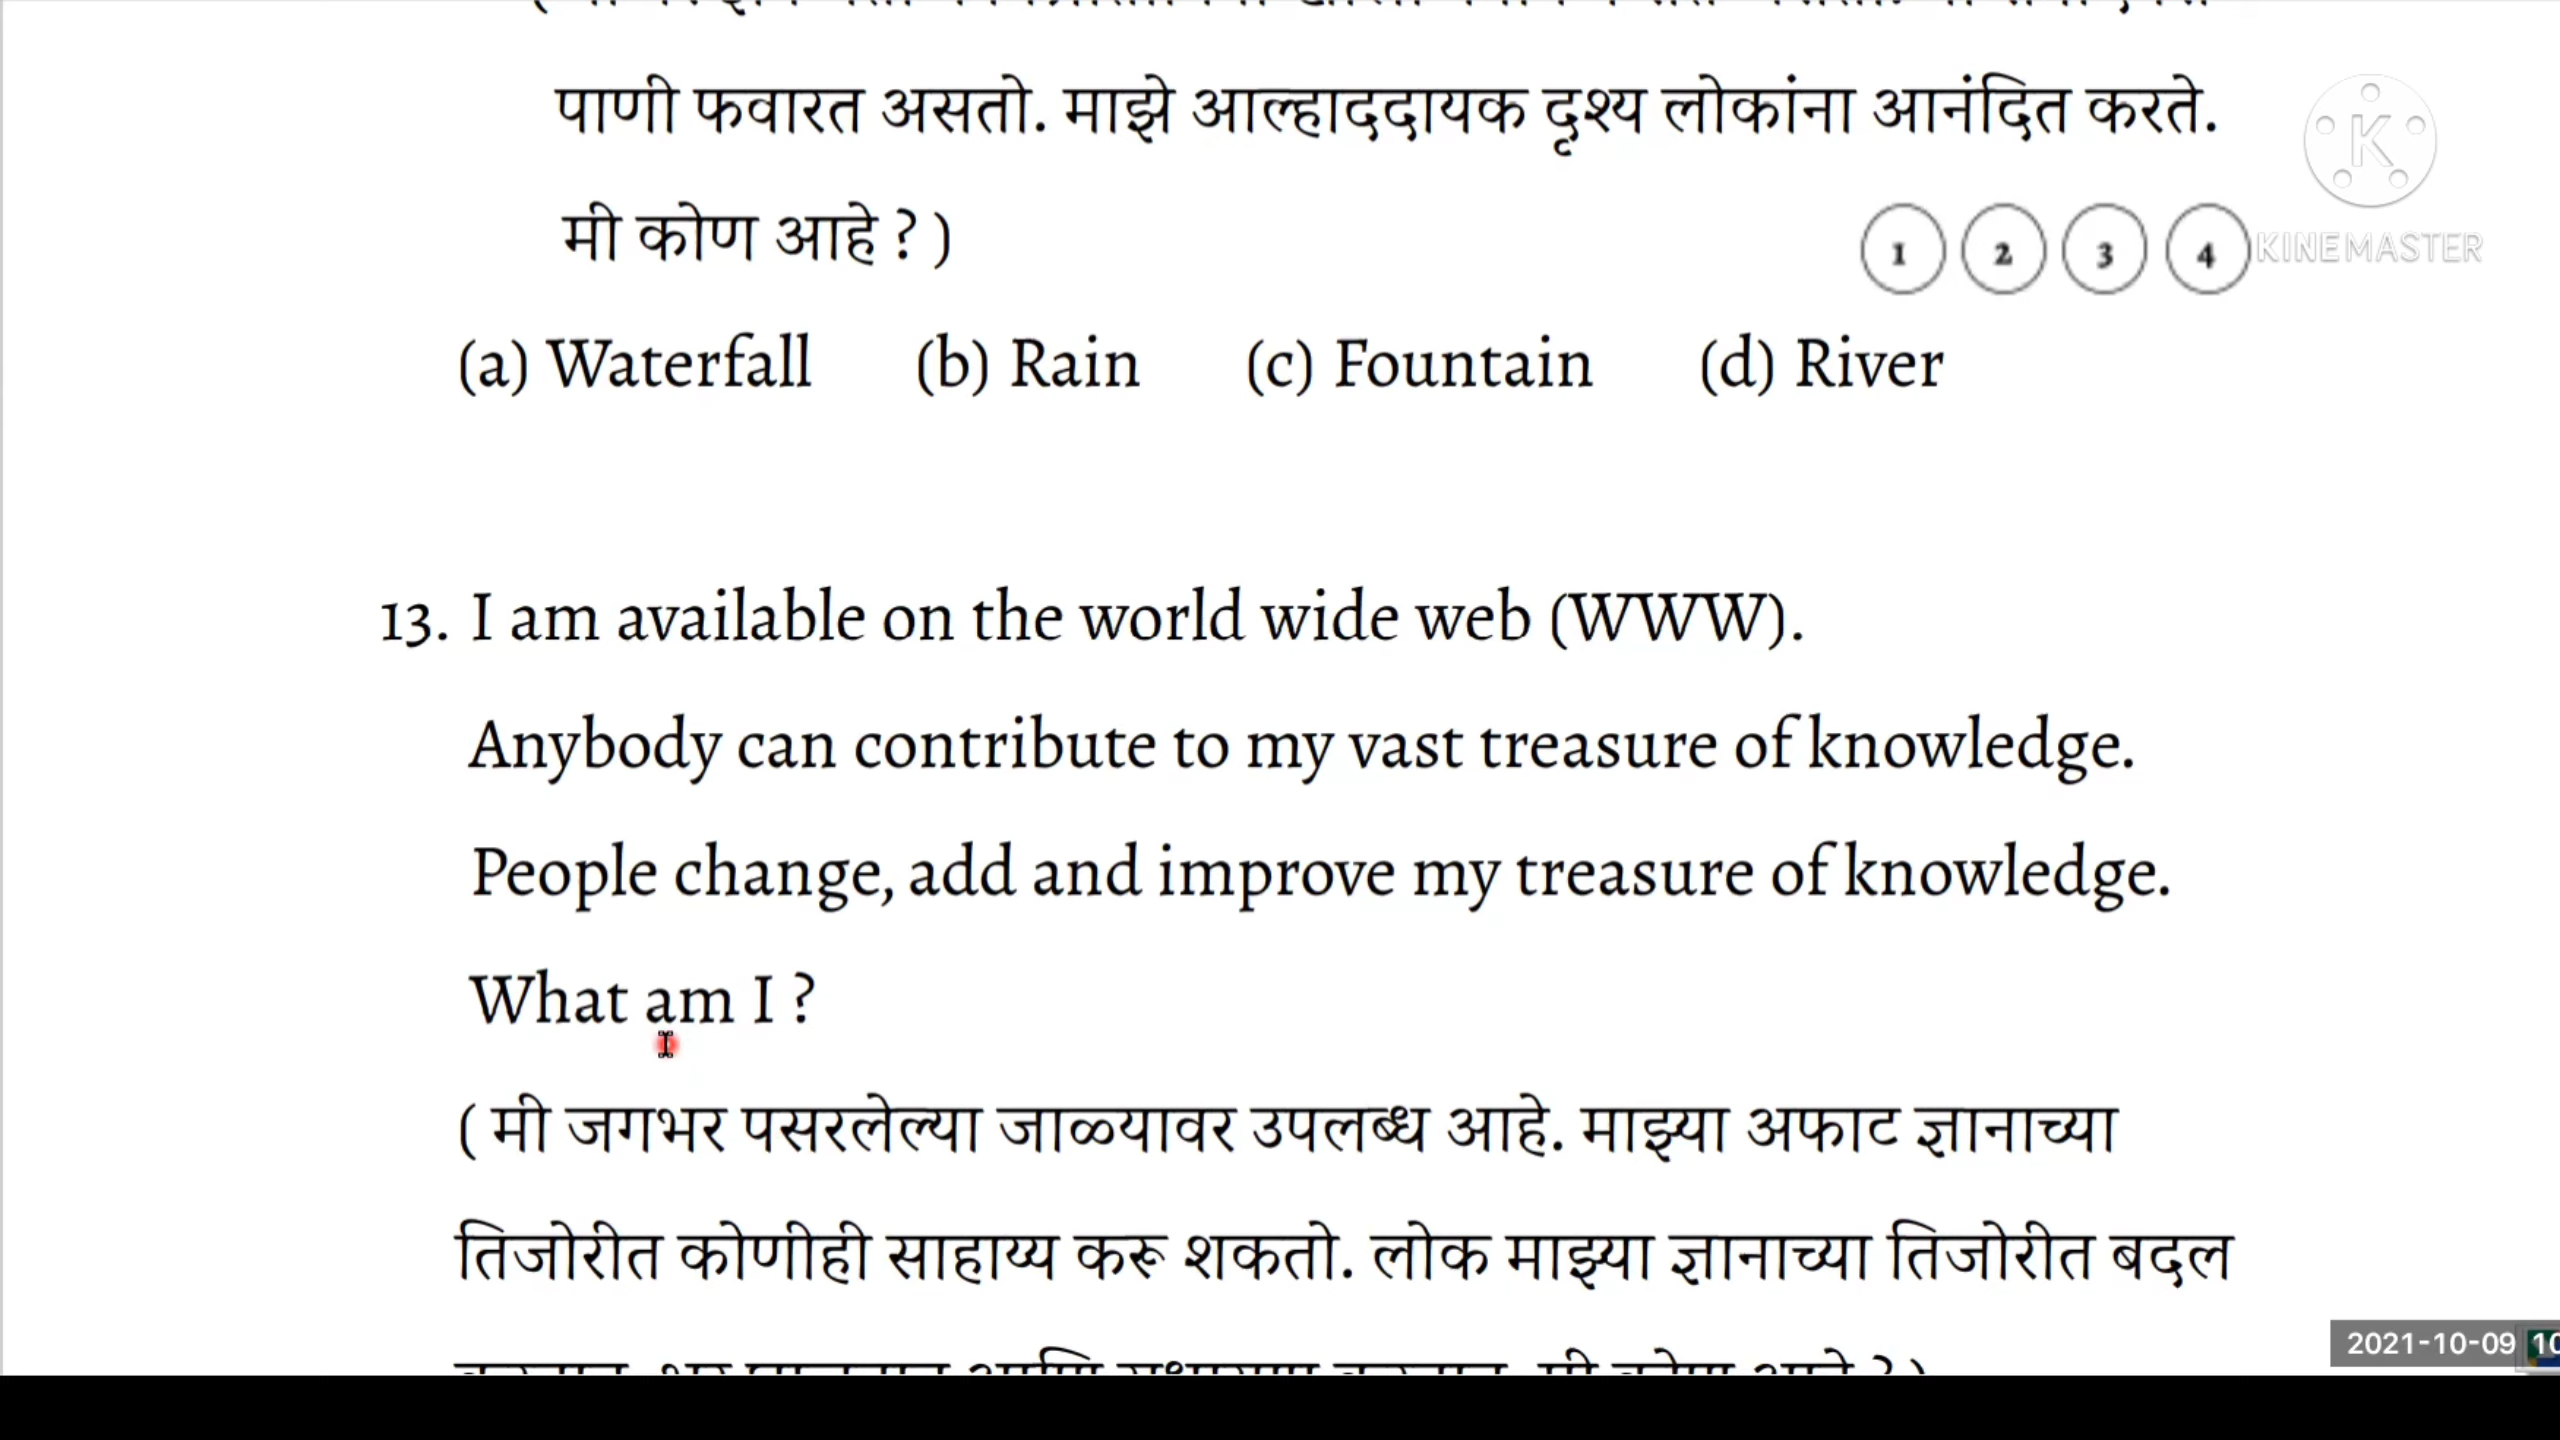 पाणी फवारत असतो. माझे आल्हाददायक दृश्य लोकांना आनंदित करते.
मी कोण आहे ? )
1 2 3 4
KINEMASTER
(a) Waterfall (b) Rain (c) Fountain (d) River
13. I am available on the world wide web (WWW).
Anybody can contribute to my vast treasure of knowledge.
People change, add and improve my treasure of knowledge.
What am I ?
( मी जगभर पसरलेल्या जाळ्यावर उपलब्ध आहे. माझ्या अफाट ज्ञानाच्या
तिजोरीत कोणीही साहाय्य करू शकतो. लोक माझ्या ज्ञानाच्या तिजोरीत बदल
2021-10-09 10